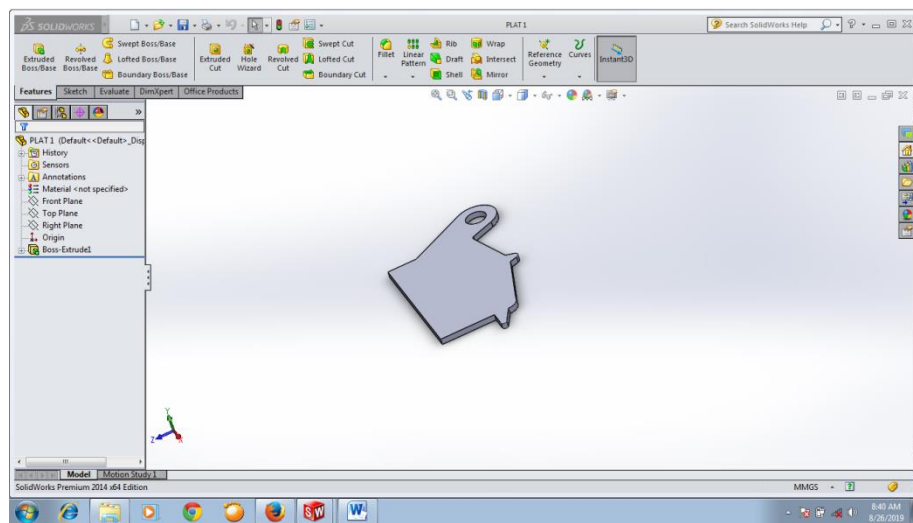 SOLIDWORKS
PLAT 1
Search SolidWorks Help
Extruded Boss/Base
Revolved Boss/Base
Swept Boss/Base
Lofted Boss/Base
Boundary Boss/Base
Extruded Cut
Hole Wizard
Revolved Cut
Swept Cut
Lofted Cut
Boundary Cut
Fillet
Linear Pattern
Rib
Draft
Shell
Wrap
Intersect
Mirror
Reference Geometry
Curves
Instant3D
Features Sketch Evaluate DimXpert Office Products
PLAT 1 (Default<<Default>_Disp
History
Sensors
Annotations
Material <not specified>
Front Plane
Top Plane
Right Plane
Origin
Boss-Extrude1
Y
Z
X
Model Motion Study 1
SolidWorks Premium 2014 x64 Edition
MMGS
8:40 AM
8/26/2019